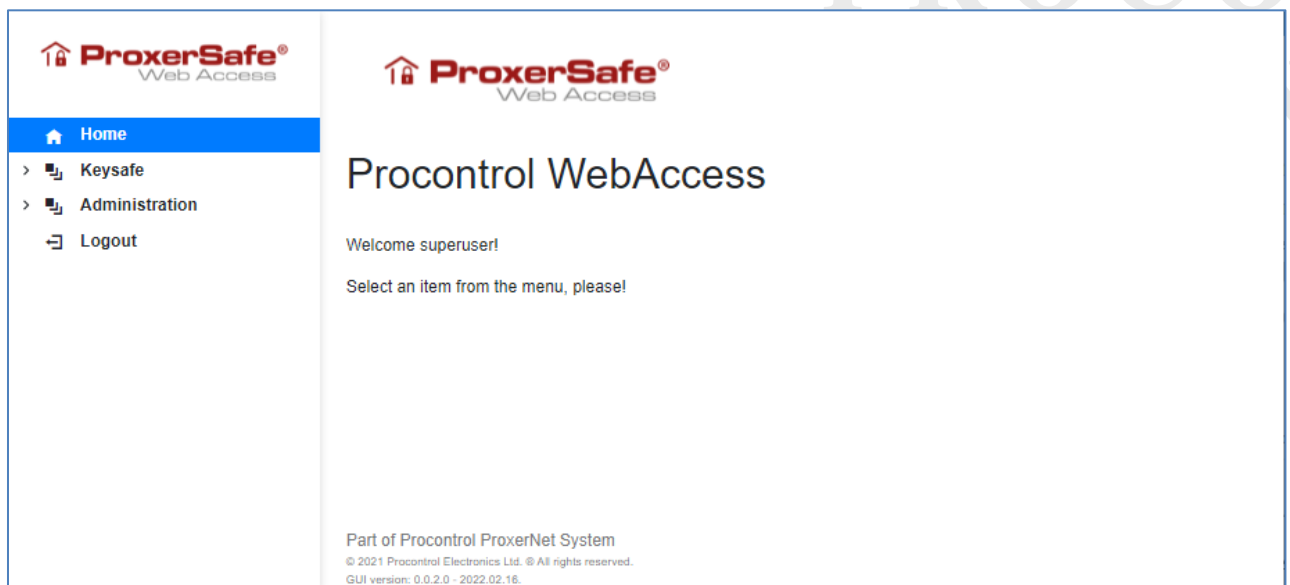 ProxerSafe®
Web Access
Home
Keysafe
Administration
Logout
ProxerSafe®
Web Access
Procontrol WebAccess
Welcome superuser!
Select an item from the menu, please!
Part of Procontrol ProxerNet System
© 2021 Procontrol Electronics Ltd. ® All rights reserved.
GUI version: 0.0.2.0 - 2022.02.16.